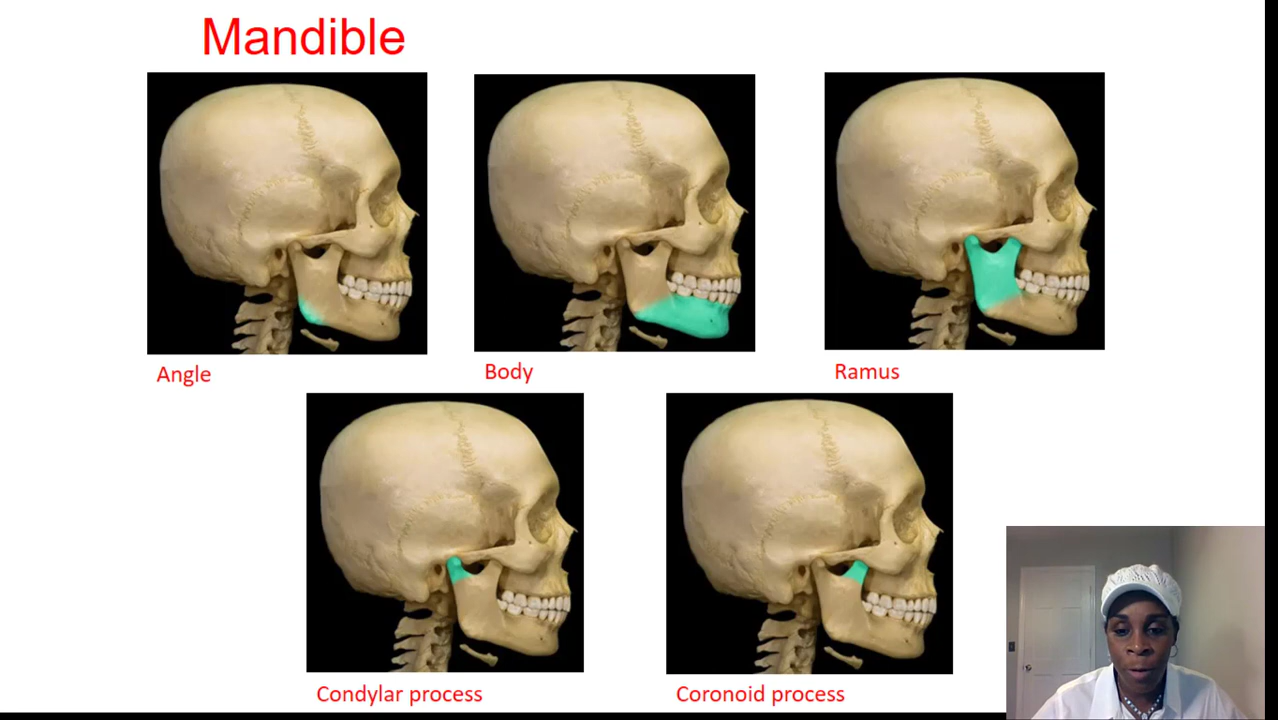 Mandible
Angle
Body
Ramus
Condylar process
Coronoid process